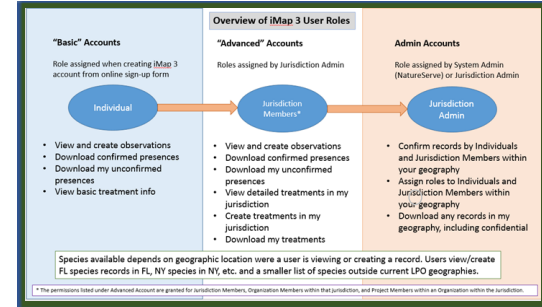 Overview of iMap 3 User Roles
"Basic" Accounts
Role assigned when creating iMap 3
account from online sign-up form
Individual
• View and create observations
• Download confirmed presences
• Download my unconfirmed
presences
• View basic treatment info
"Advanced" Accounts
Roles assigned by Jurisdiction Admin
Jurisdiction
Members*
• View and create observations
• Download confirmed presences
• Download my unconfirmed
presences
• View detailed treatments in my
jurisdiction
• Create treatments in my
jurisdiction
• Download my treatments
Admin Accounts
Role assigned by System Admin
(NatureServe) or Jurisdiction Admin
Jurisdiction
Admin
• Confirm records by Individuals
and Jurisdiction Members within
your geography
• Assign roles to Individuals and
Jurisdiction Members within
your geography
• Download any records in my
geography, including confidential
Species available depends on geographic location were a user is viewing or creating a record. Users view/create
FL species records in FL, NY species in NY, etc. and a smaller list of species outside current LPO geographies.
* The permissions listed under Advanced Account are granted for Jurisdiction Members, Organization Members within that Jurisdiction, and Project Members within an Organization within the Jurisdiction.